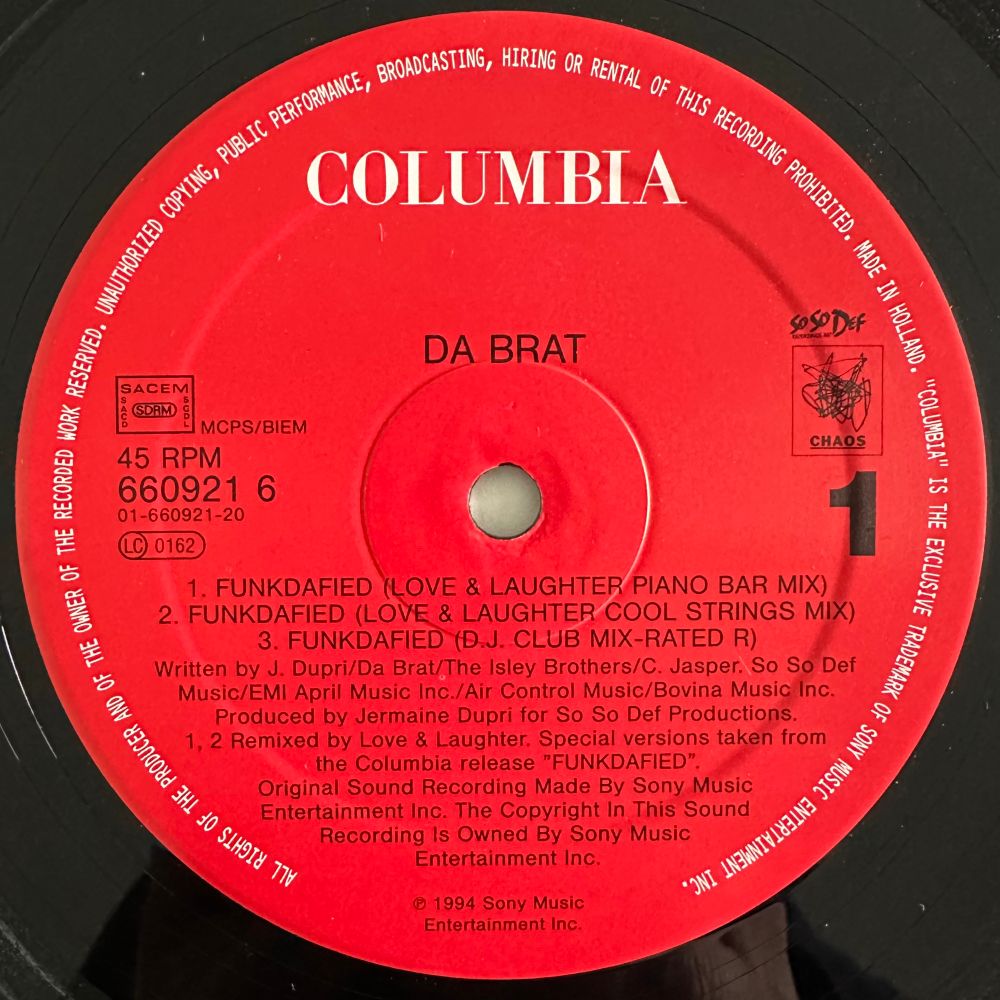 COLUMBIA
DA BRAT
SO SO DEF
CHAOS
SACEM
SACD
SDRM
SGDL
MCPS/BIEM
45 RPM
660921 6
01-660921-20
LC 0162
1
1. FUNKDAFIED (LOVE & LAUGHTER PIANO BAR MIX)
2. FUNKDAFIED (LOVE & LAUGHTER COOL STRINGS MIX)
3. FUNKDAFIED (D.J. CLUB MIX-RATED R)
Written by J. Dupri/Da Brat/The Isley Brothers/C. Jasper. So So Def
Music/EMI April Music Inc./Air Control Music/Bovina Music Inc.
Produced by Jermaine Dupri for So So Def Productions.
1, 2 Remixed by Love & Laughter. Special versions taken from
the Columbia release "FUNKDAFIED".
Original Sound Recording Made By Sony Music
Entertainment Inc. The Copyright In This Sound
Recording Is Owned By Sony Music
Entertainment Inc.
℗ 1994 Sony Music
Entertainment Inc.
ALL RIGHTS OF THE PRODUCER AND OF THE OWNER OF THE RECORDED WORK RESERVED. UNAUTHORIZED COPYING, PUBLIC PERFORMANCE, BROADCASTING, HIRING OR RENTAL OF THIS RECORDING PROHIBITED. MADE IN HOLLAND. "COLUMBIA" IS THE EXCLUSIVE TRADEMARK OF SONY MUSIC ENTERTAINMENT INC.